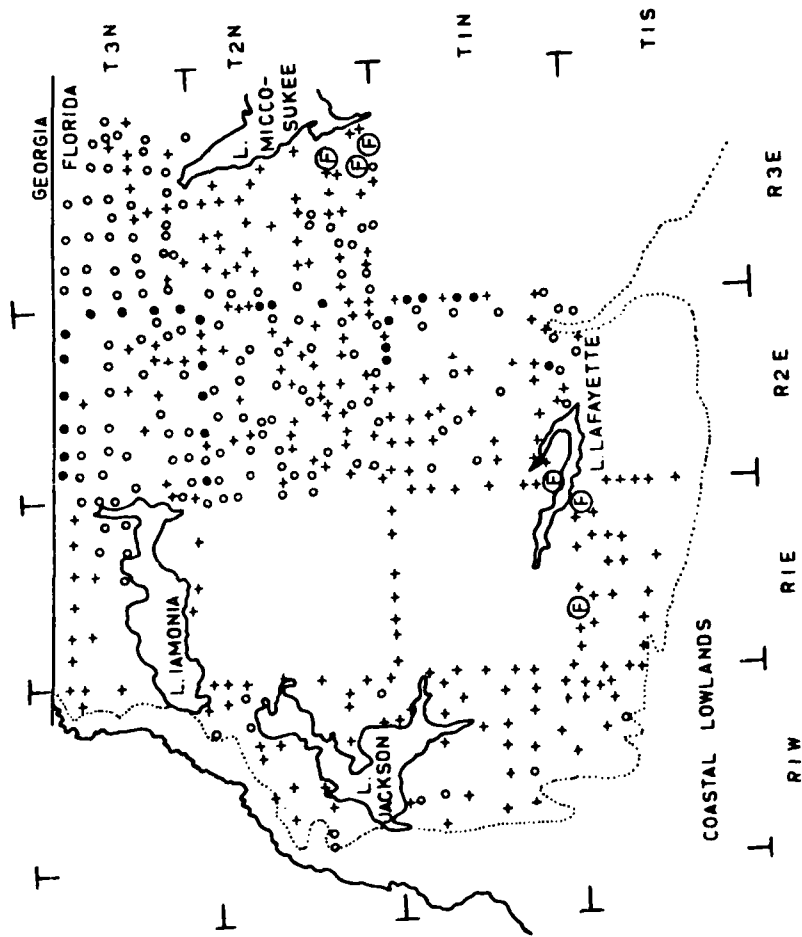 GEORGIA
FLORIDA
T3N
T2N
T1N
T1S
L.
MICCO-
SUKEE
F
F
F
L. IAMONIA
L.
JACKSON
L. LAFAYETTE
F
F
F
COASTAL LOWLANDS
R1W
R1E
R2E
R3E